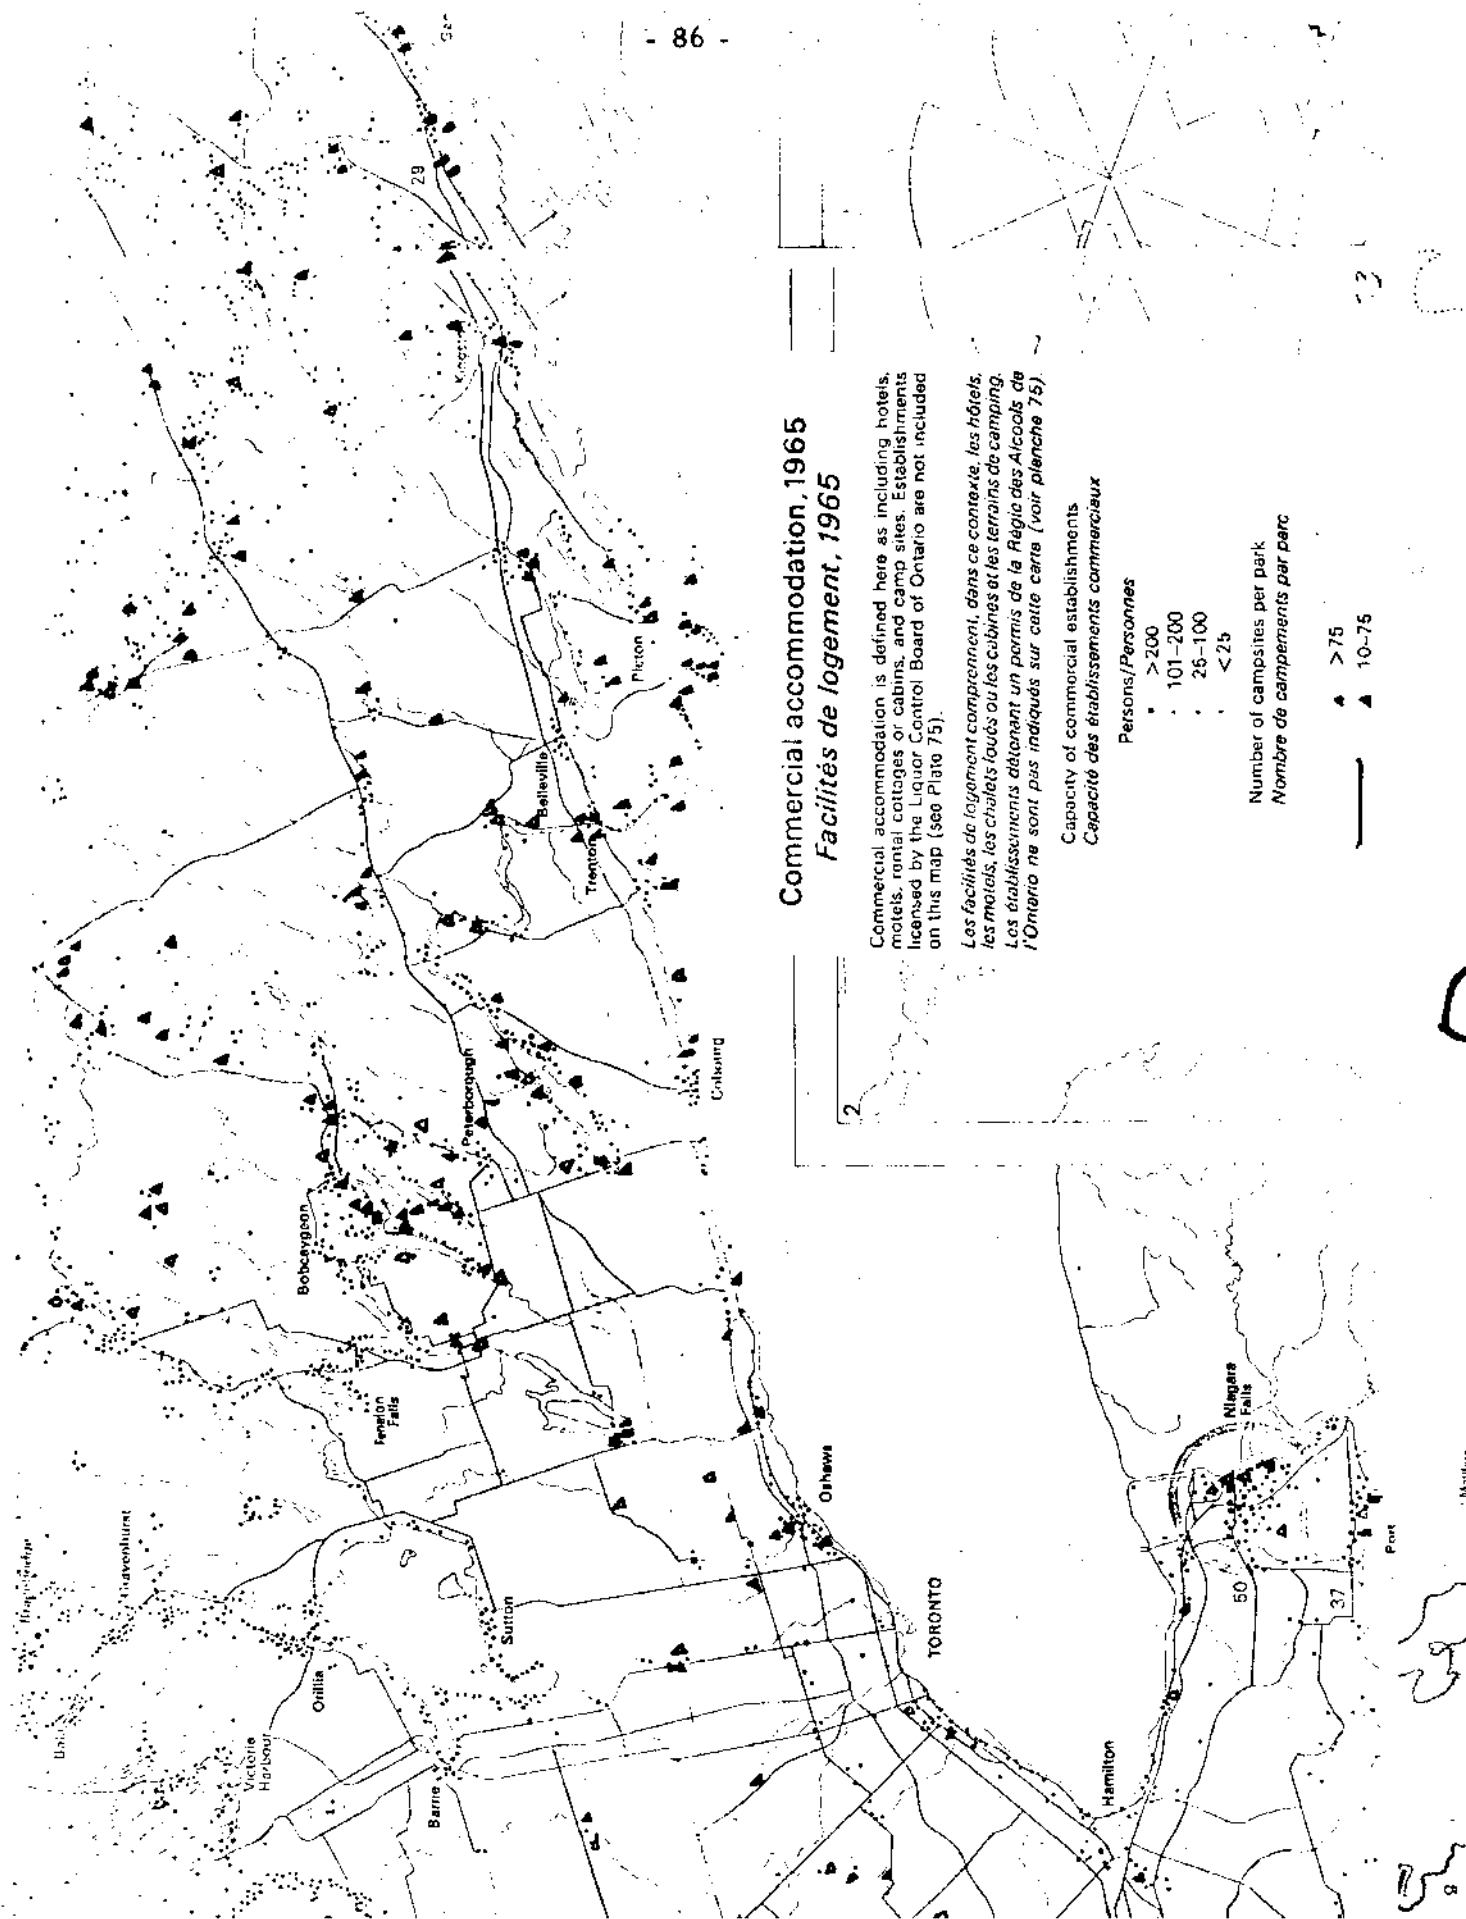 - 86 -
Commercial accommodation, 1965
Facilités de logement, 1965
Commercial accommodation is defined here as including hotels,
motels, rental cottages or cabins, and camp sites. Establishments
licensed by the Liquor Control Board of Ontario are not included
on this map (see Plate 75).
Les facilités de logement comprennent, dans ce contexte, les hôtels,
les motels, les chalets loués ou les cabines et les terrains de camping.
Les établissements détenant un permis de la Régie des Alcools de
l'Ontario ne sont pas indiqués sur cette carte (voir planche 75).
Capacity of commercial establishments
Capacité des établissements commerciaux
Persons/Personnes
>200
101-200
26-100
<25
Number of campsites per park
Nombre de campements par parc
>75
10-75
Gravenhurst
Victoria
Harbour
Orillia
Barrie
Sutton
Fenelon
Falls
Bobcaygeon
Peterborough
Cobourg
Trenton
Belleville
Picton
Kingston
29
Oshawa
TORONTO
Hamilton
Niagara
Falls
50
37
Port
2
8